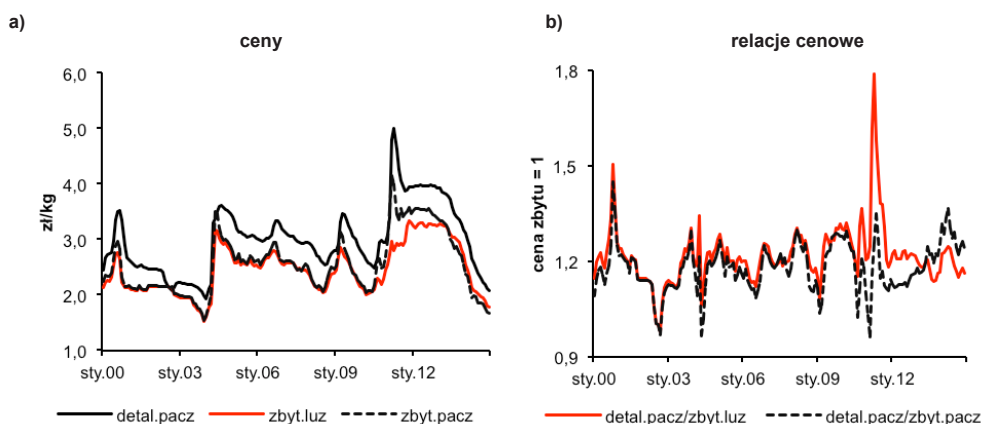 a)
ceny
zł/kg
6,0
5,0
4,0
3,0
2,0
1,0
sty.00
sty.03
sty.06
sty.09
sty.12
detal.pacz
zbyt.luz
zbyt.pacz
b)
relacje cenowe
cena zbytu = 1
1,8
1,5
1,2
0,9
sty.00
sty.03
sty.06
sty.09
sty.12
detal.pacz/zbyt.luz
detal.pacz/zbyt.pacz